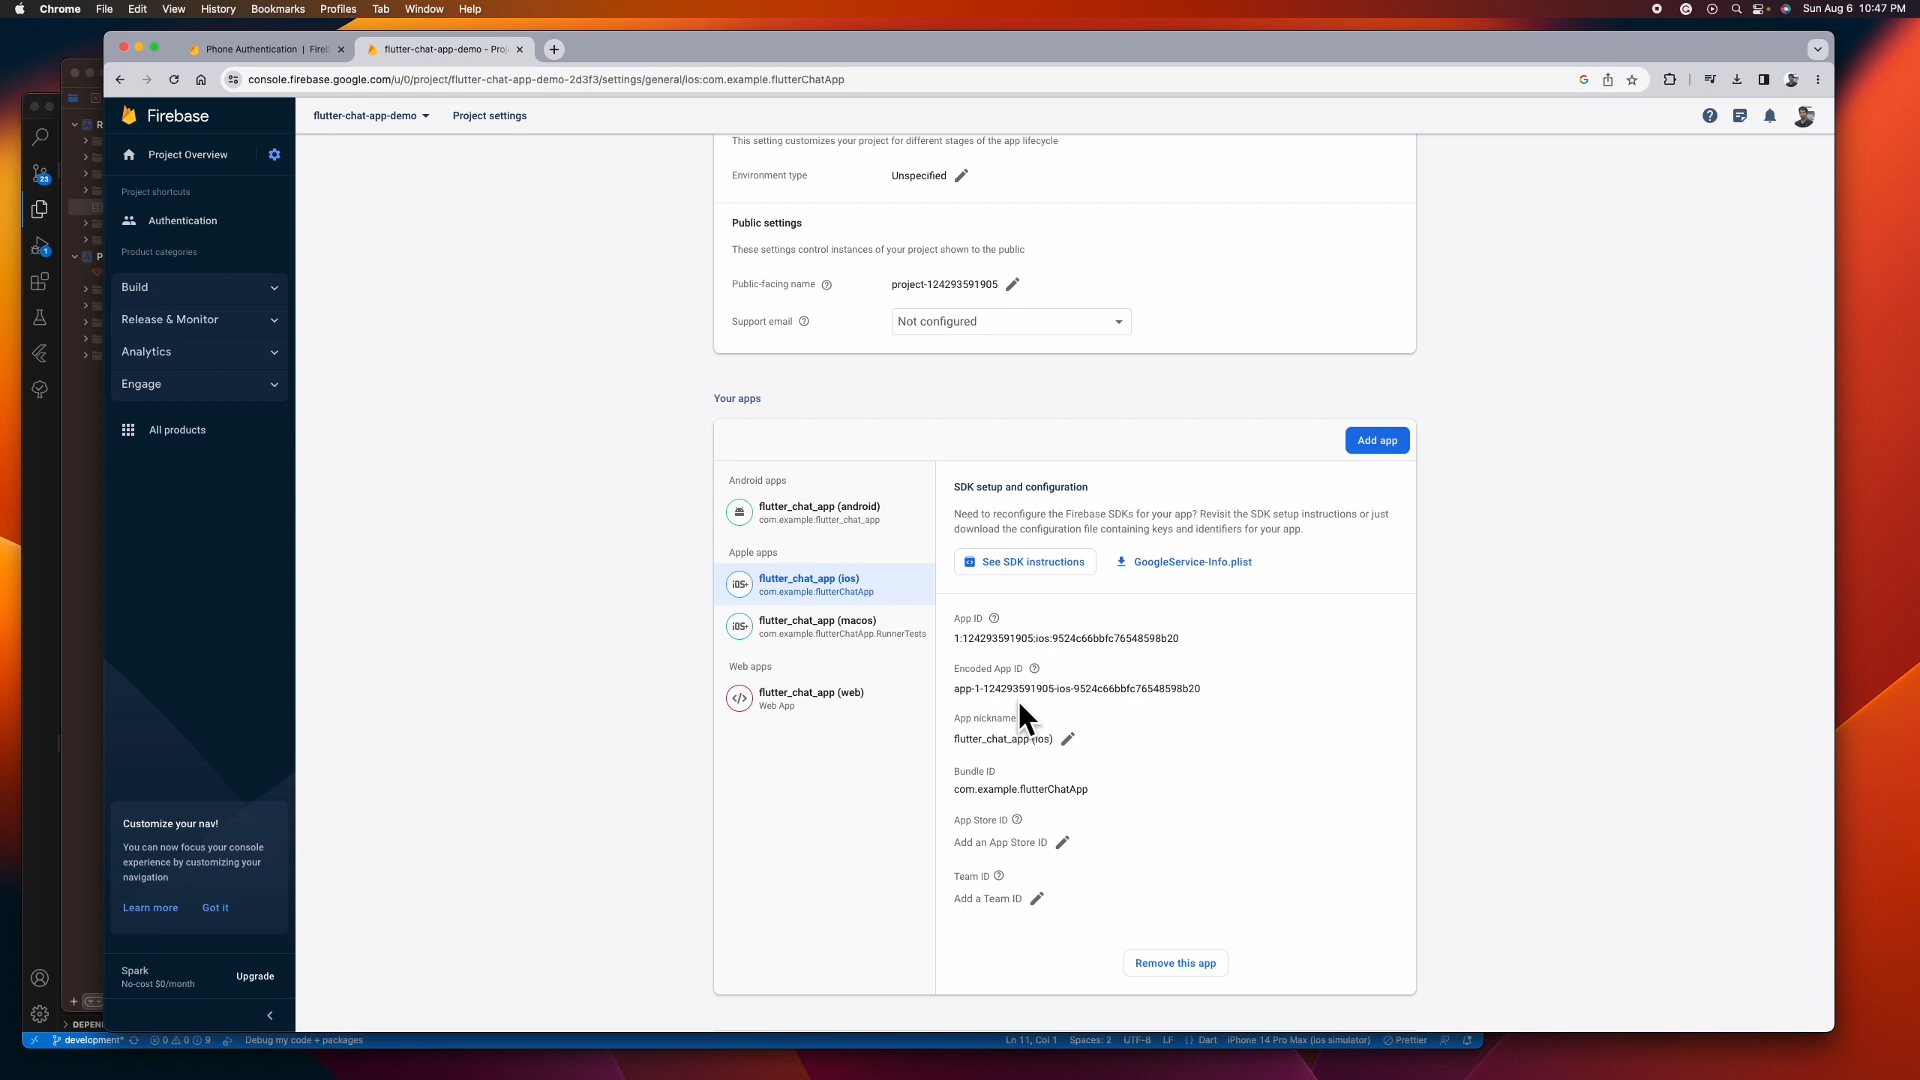 Chrome File Edit View History Bookmarks Profiles Tab Window Help
Sun Aug 6 10:47 PM
Phone Authentication | Fireb
flutter-chat-app-demo - Proj
console.firebase.google.com/u/0/project/flutter-chat-app-demo-2d3f3/settings/general/ios:com.example.flutterChatApp
Firebase
flutter-chat-app-demo
Project settings
Project Overview
Project shortcuts
Authentication
Product categories
Build
Release & Monitor
Analytics
Engage
All products
Customize your nav!
You can now focus your console
experience by customizing your
navigation
Learn more
Got it
Spark
No-cost $0/month
Upgrade
This setting customizes your project for different stages of the app lifecycle
Environment type
Unspecified
Public settings
These settings control instances of your project shown to the public
Public-facing name
project-124293591905
Support email
Not configured
Your apps
Add app
Android apps
flutter_chat_app (android)
com.example.flutter_chat_app
Apple apps
iOS+
flutter_chat_app (ios)
com.example.flutterChatApp
iOS+
flutter_chat_app (macos)
com.example.flutterChatApp.RunnerTests
Web apps
flutter_chat_app (web)
Web App
SDK setup and configuration
Need to reconfigure the Firebase SDKs for your app? Revisit the SDK setup instructions or just
download the configuration file containing keys and identifiers for your app.
See SDK instructions
GoogleService-Info.plist
App ID
1:124293591905:ios:9524c66bbfc76548598b20
Encoded App ID
app-1-124293591905-ios-9524c66bbfc76548598b20
App nickname
flutter_chat_app (ios)
Bundle ID
com.example.flutterChatApp
App Store ID
Add an App Store ID
Team ID
Add a Team ID
Remove this app
23
1
R
P
DEPEN
development*
0 0 9
Debug my code + packages
Ln 11, Col 1
Spaces: 2
UTF-8
LF
{} Dart
iPhone 14 Pro Max (ios simulator)
Prettier